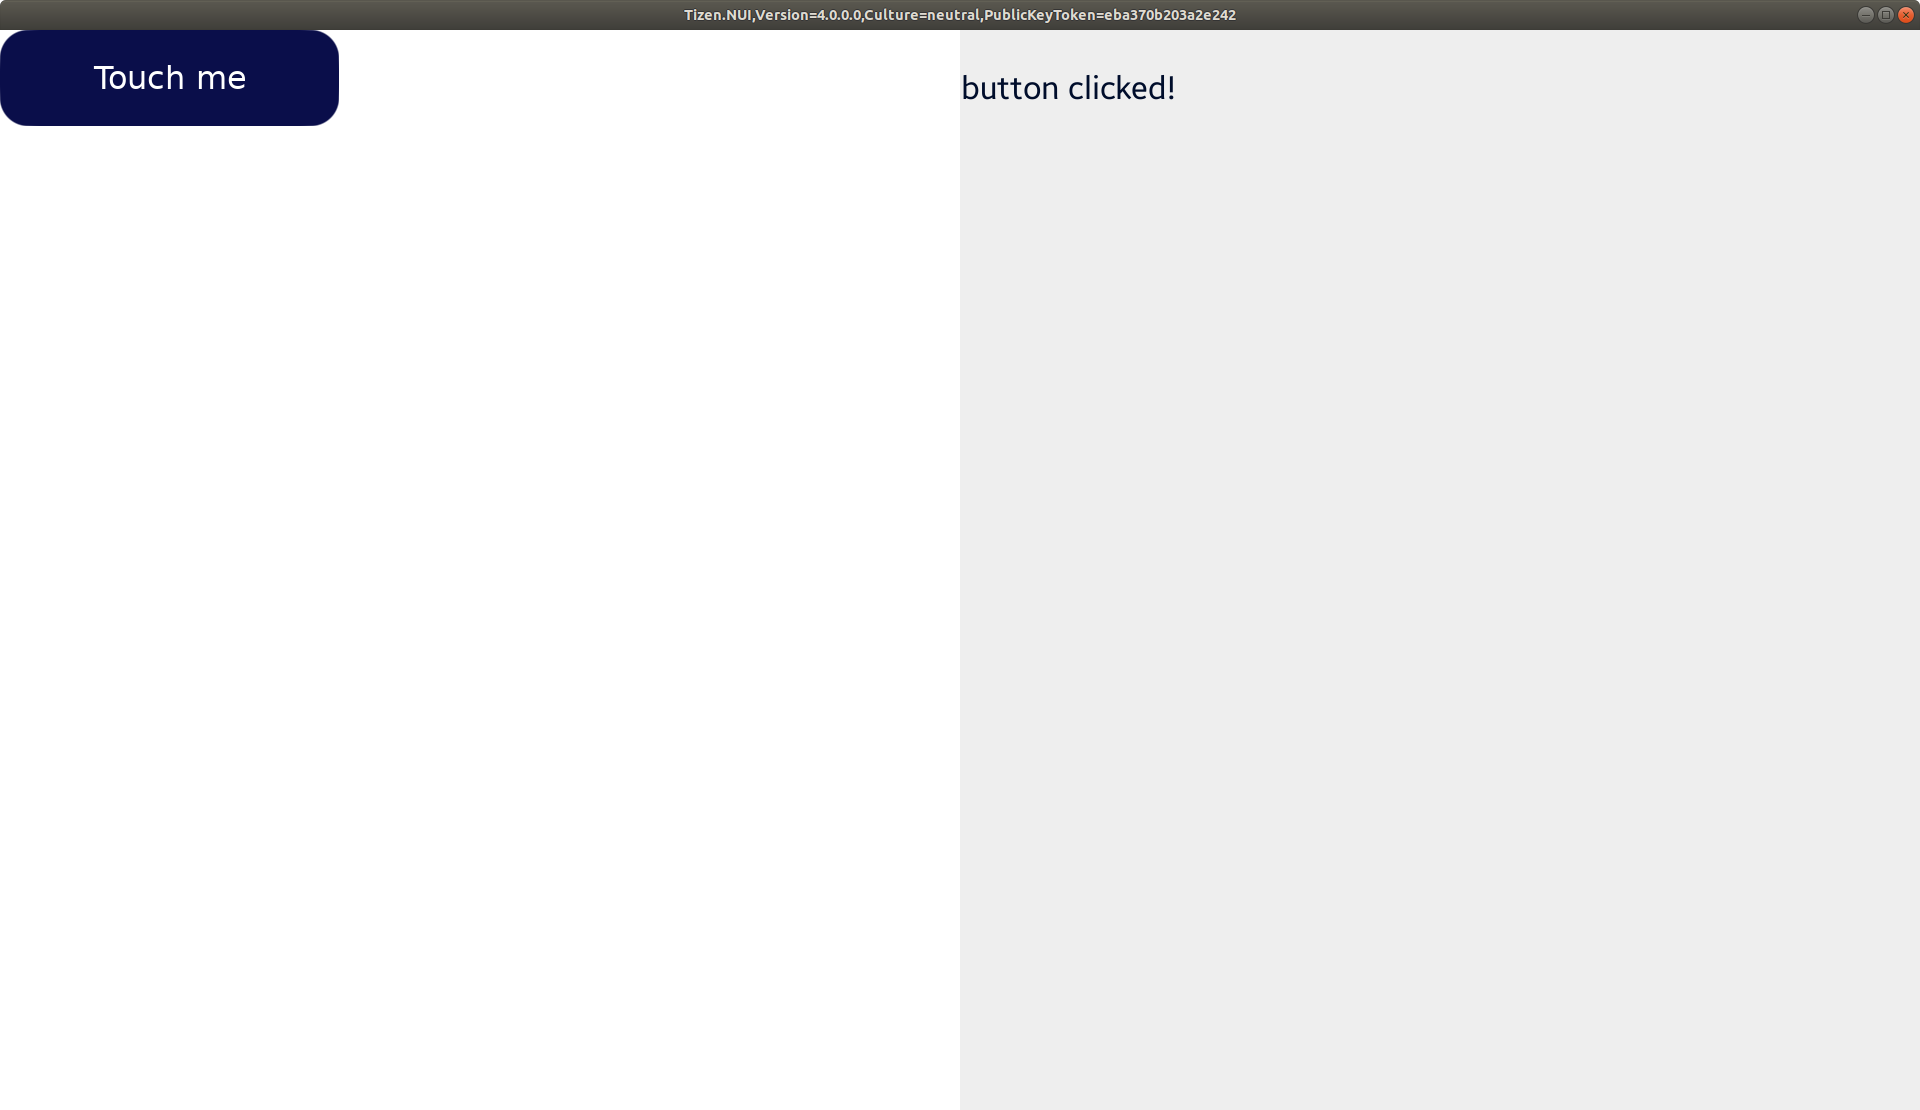 Tizen.NUI,Version=4.0.0.0,Culture=neutral,PublicKeyToken=eba370b203a2e242
Touch me
button clicked!